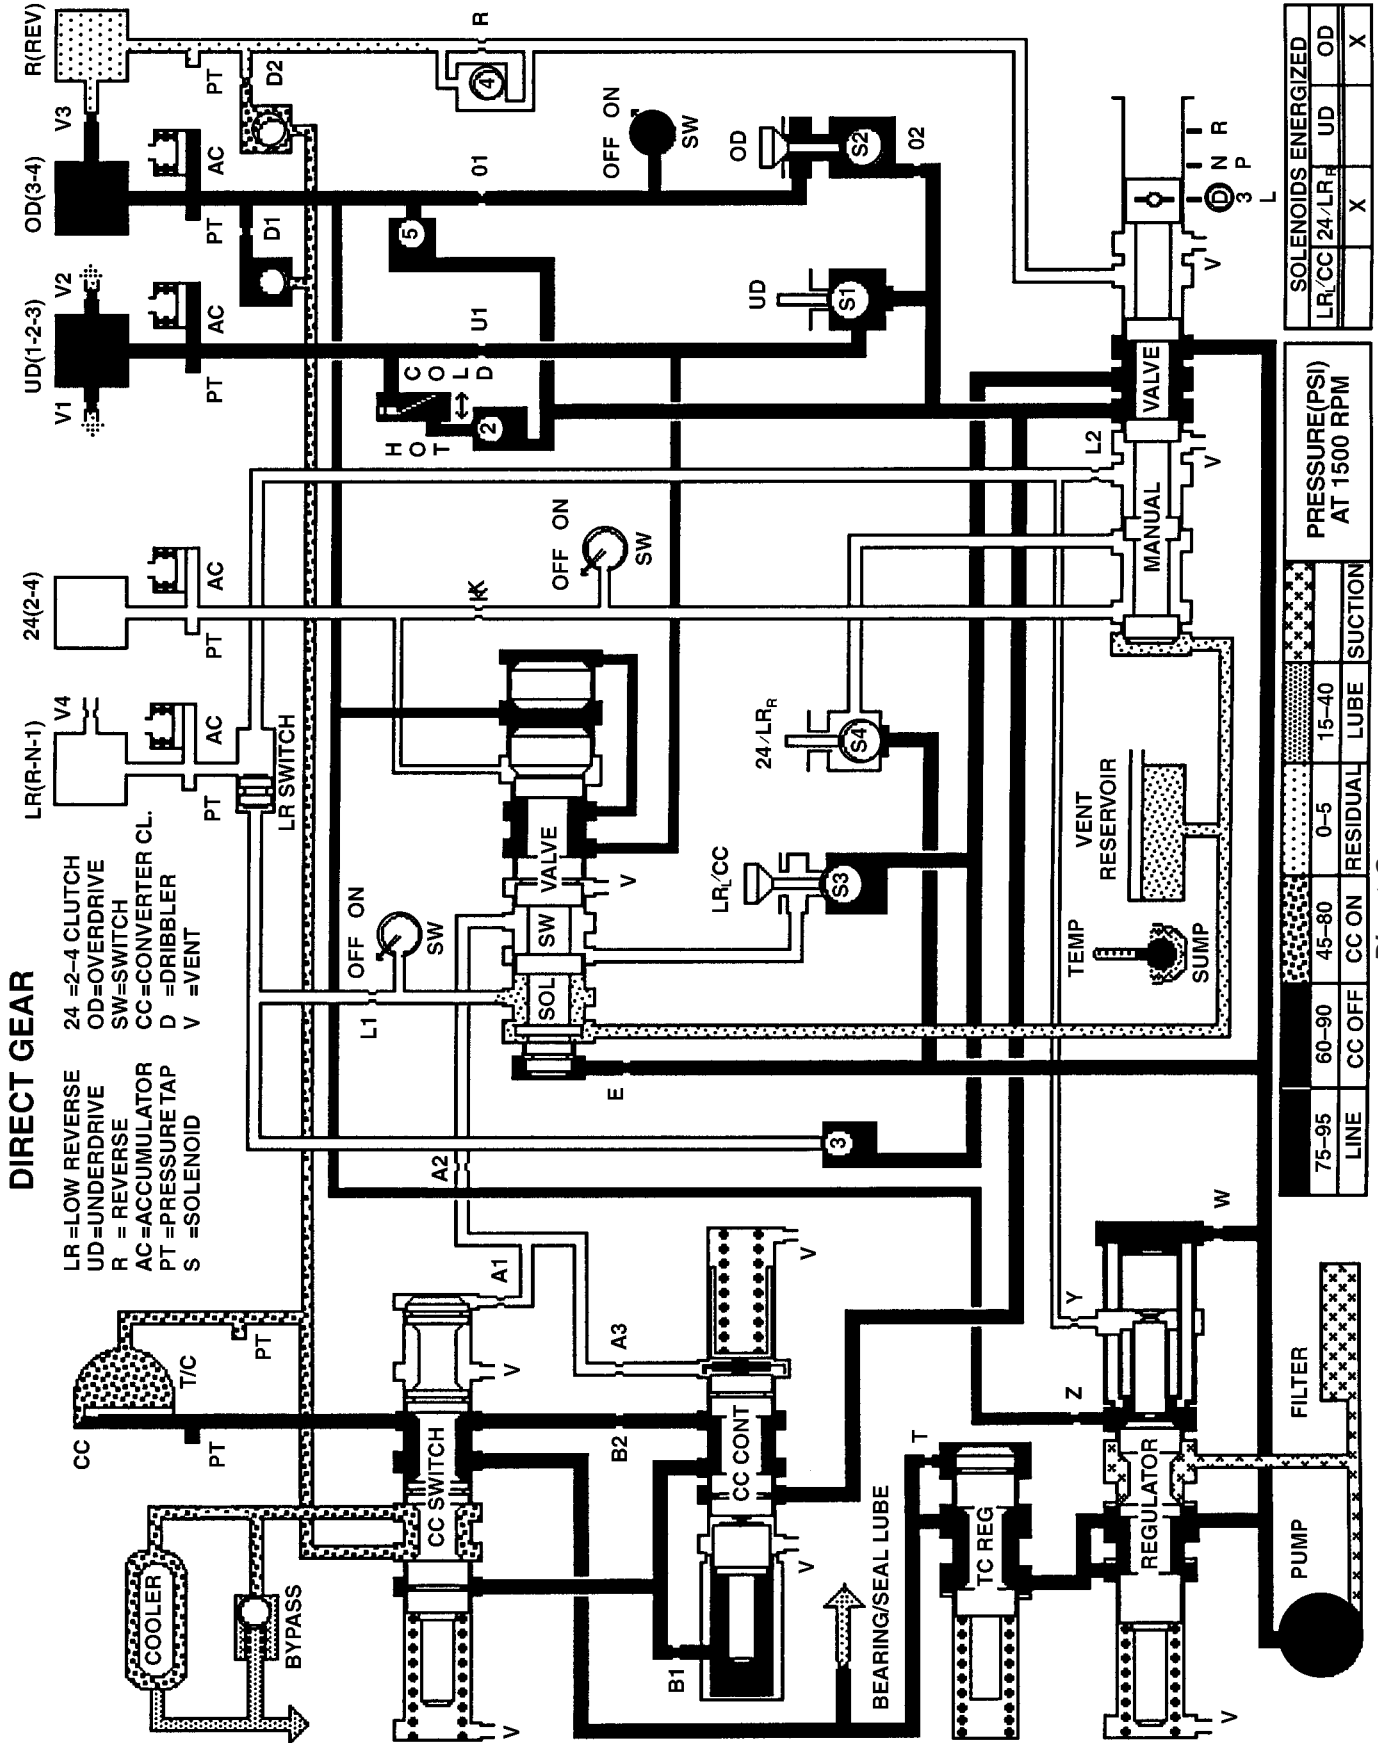 DIRECT GEAR
LR =LOW REVERSE
UD=UNDERDRIVE
R = REVERSE
AC =ACCUMULATOR
PT =PRESSURE TAP
S =SOLENOID
24 =2–4 CLUTCH
OD=OVERDRIVE
SW=SWITCH
CC=CONVERTER CL.
D =DRIBBLER
V =VENT
LR(R-N-1)
V4
24(2-4)
UD(1-2-3)
V1
V2
OD(3-4)
V3
R(REV)
PT
AC
PT
AC
PT
AC
PT
AC
PT
LR SWITCH
D1
D2
CC
T/C
PT
PT
COOLER
BYPASS
CC SWITCH
V
V
A1
A2
A3
B1
B2
CC CONT
V
V
L1
OFF ON
SW
SOL
SW
VALVE
V
E
K
OFF ON
SW
HOT
COLD
2
U1
5
01
R
4
OFF ON
SW
UD
S1
OD
S2
02
LRL/CC
S3
24/LRR
S4
3
BEARING/SEAL LUBE
T
TC REG
Z
Y
W
REGULATOR
V
PUMP
FILTER
TEMP
SUMP
VENT
RESERVOIR
MANUAL
VALVE
L2
V
V
D N R
3 P
L
75–95
60–90
45–80
0–5
15–40
LINE
CC OFF
CC ON
RESIDUAL
LUBE
SUCTION
PRESSURE(PSI)
AT 1500 RPM
SOLENOIDS ENERGIZED
LRL/CC
24/LRR
UD
OD
X
X